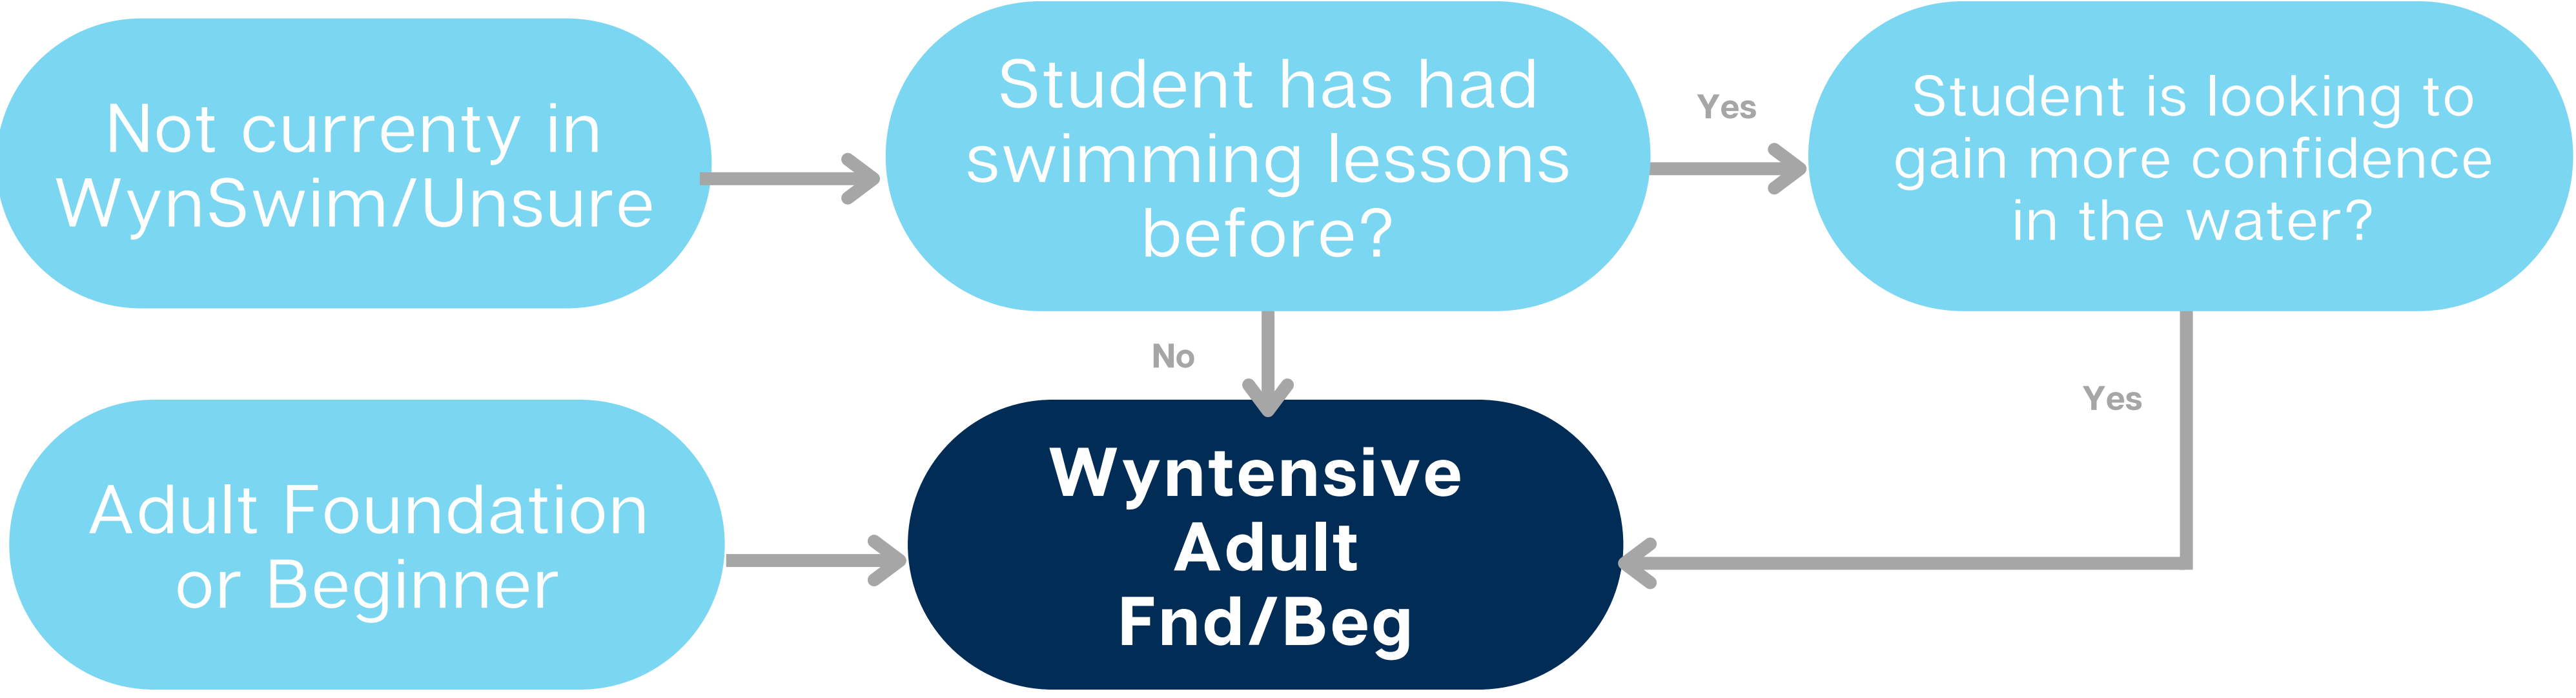 Not currenty in
WynSwim/Unsure
Student has had
swimming lessons
before?
Yes
Student is looking to
gain more confidence
in the water?
No
Yes
Adult Foundation
or Beginner
Wyntensive
Adult
Fnd/Beg